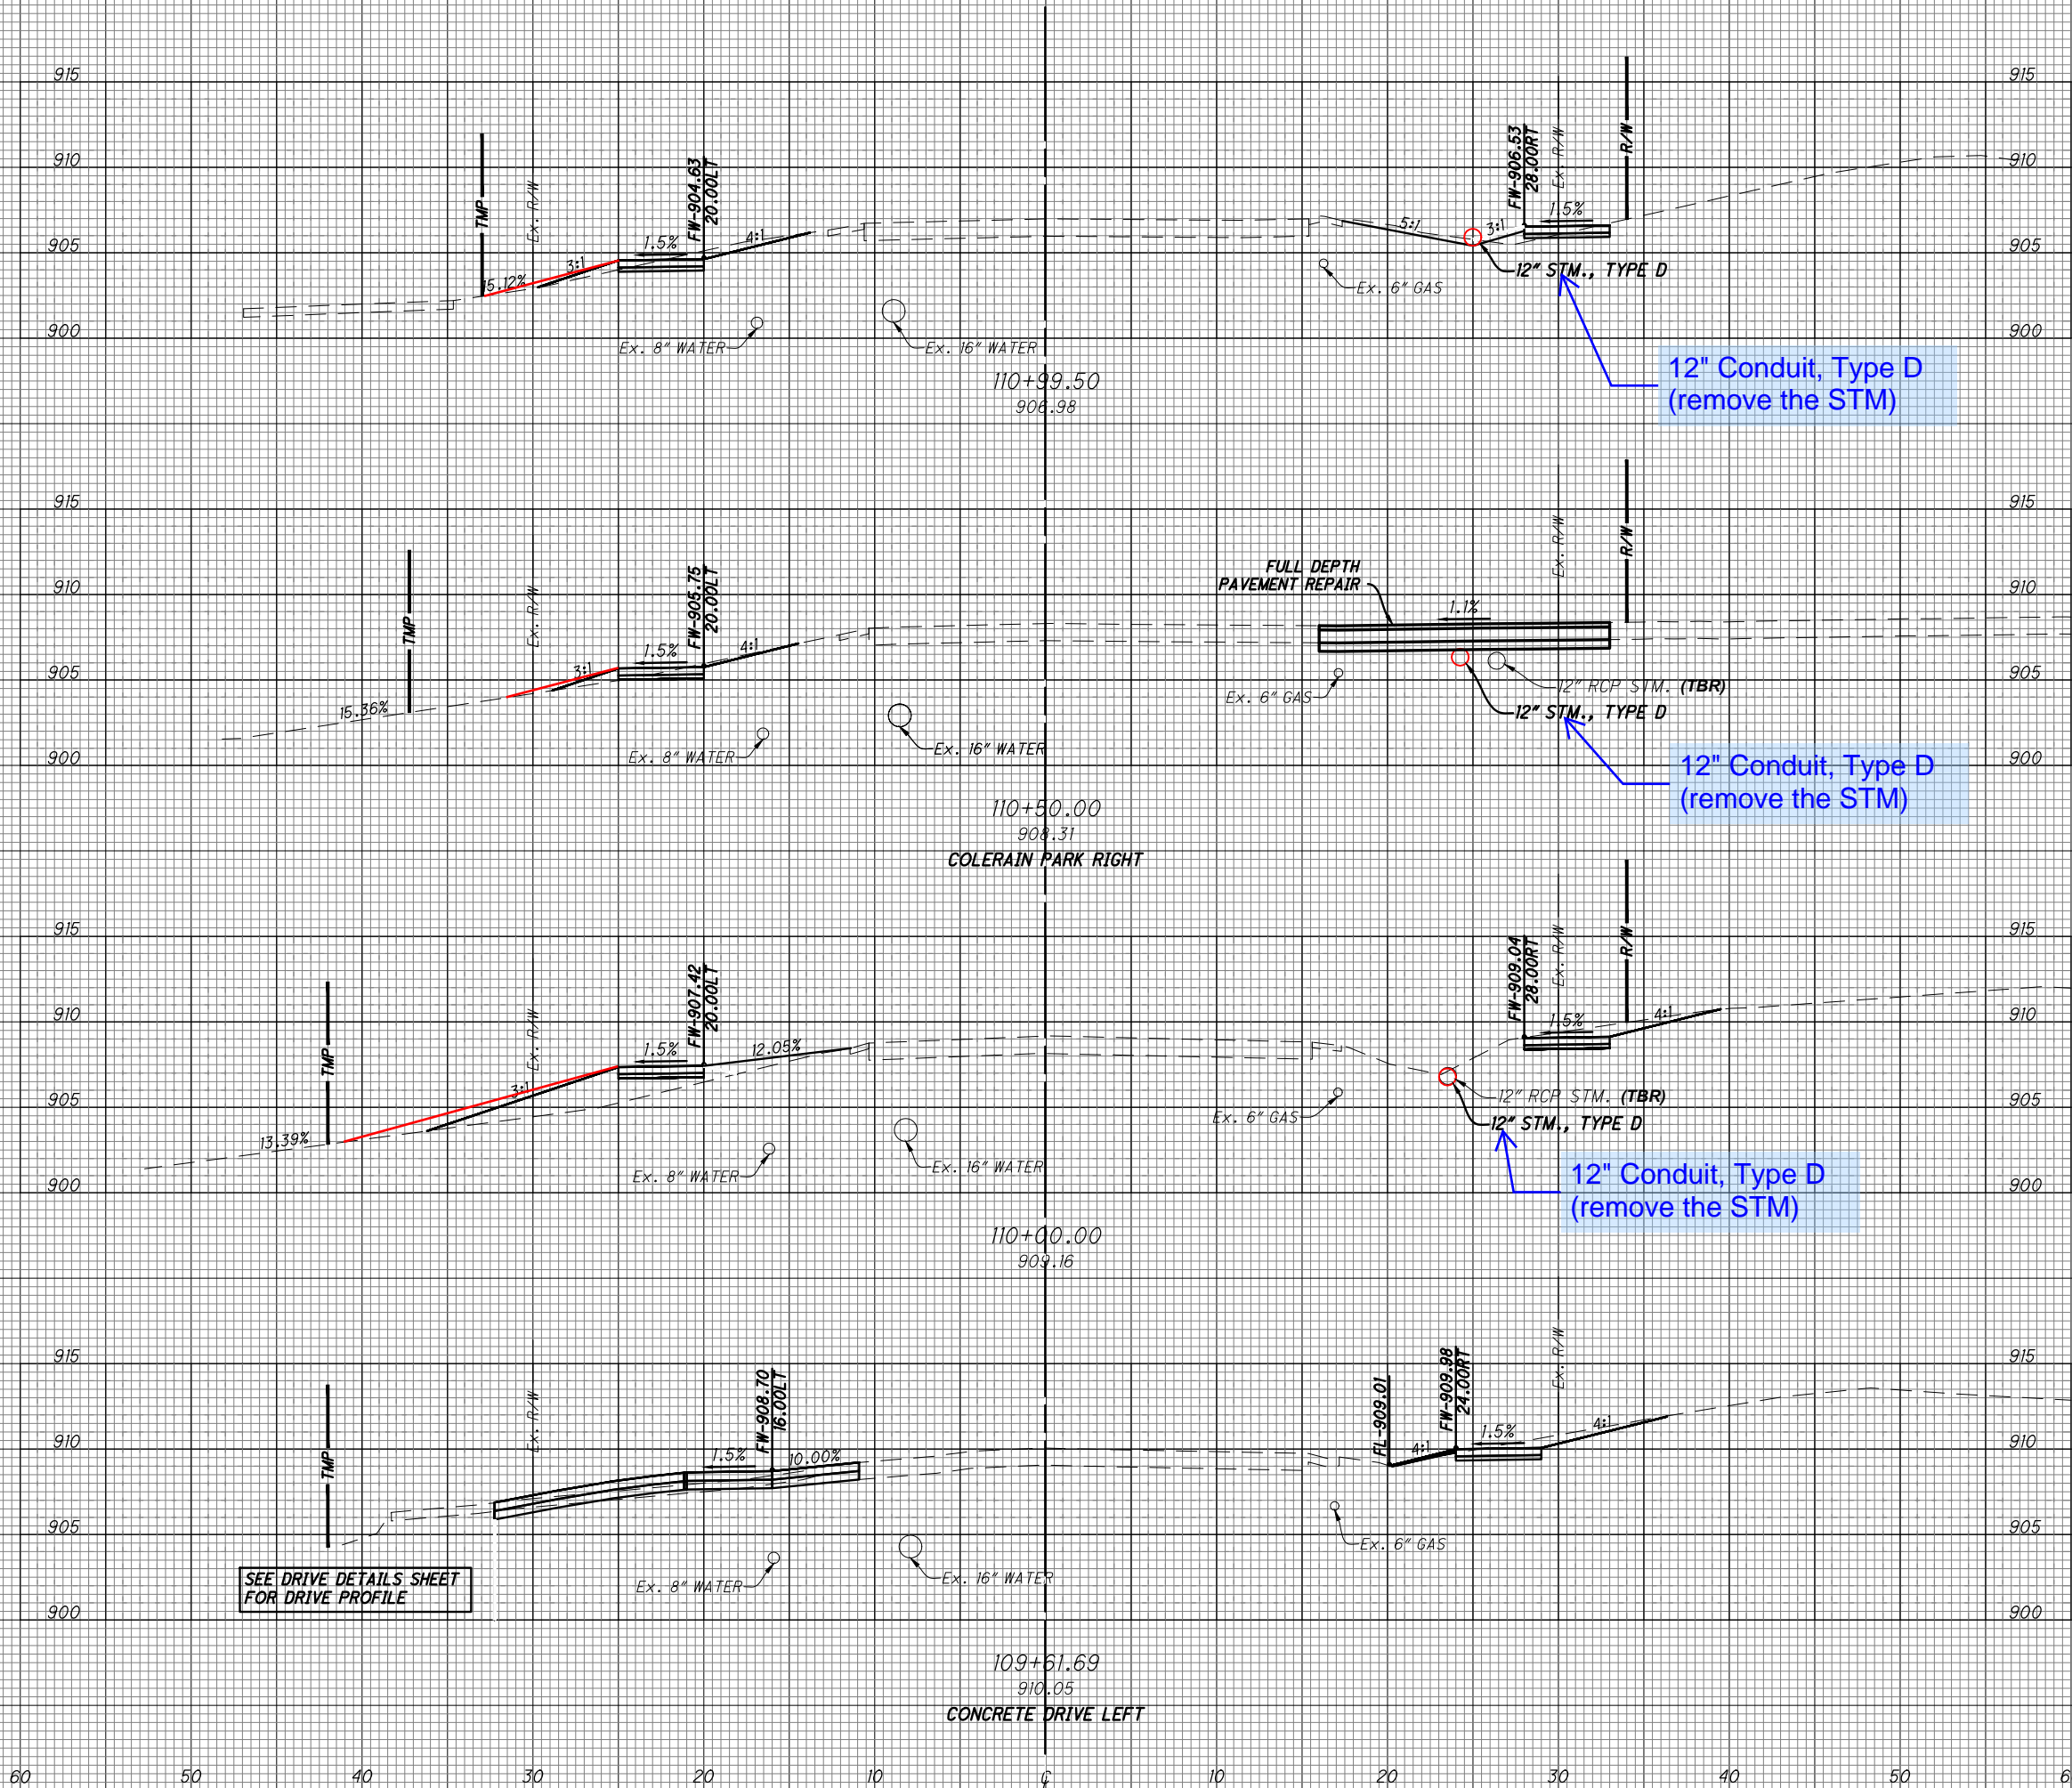 915
915
910
910
905
905
900
900
TMP
Ex. R/W
FW-904.63
20.00LT
FW-906.53
28.00RT
Ex. R/W
R/W
15.12%
3:1
1.5%
4:1
5:1
3:1
1.5%
12" STM., TYPE D
Ex. 6" GAS
Ex. 8" WATER
Ex. 16" WATER
12" Conduit, Type D
(remove the STM)
110+99.50
906.98
915
915
910
910
905
905
900
900
TMP
Ex. R/W
FW-905.75
20.00LT
FULL DEPTH
PAVEMENT REPAIR
Ex. R/W
R/W
15.36%
3:1
1.5%
4:1
1.1%
Ex. 6" GAS
12" RCP STM. (TBR)
12" STM., TYPE D
Ex. 8" WATER
Ex. 16" WATER
12" Conduit, Type D
(remove the STM)
110+50.00
908.31
COLERAIN PARK RIGHT
915
915
910
910
905
905
900
900
TMP
Ex. R/W
FW-907.42
20.00LT
FW-909.04
28.00RT
Ex. R/W
R/W
13.39%
3:1
1.5%
12.05%
1.5%
4:1
Ex. 6" GAS
12" RCP STM. (TBR)
12" STM., TYPE D
Ex. 8" WATER
Ex. 16" WATER
12" Conduit, Type D
(remove the STM)
110+00.00
909.16
915
915
910
910
905
905
900
900
TMP
Ex. R/W
FW-908.70
16.00LT
FL-909.01
FW-909.98
24.00RT
Ex. R/W
1.5%
10.00%
4:1
1.5%
4:1
Ex. 6" GAS
Ex. 8" WATER
Ex. 16" WATER
SEE DRIVE DETAILS SHEET
FOR DRIVE PROFILE
109+61.69
910.05
CONCRETE DRIVE LEFT
60 50 40 30 20 10 ℄ 10 20 30 40 50